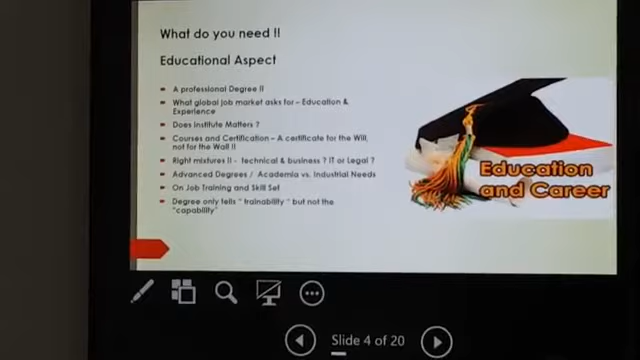 What do you need !!
Educational Aspect
A professional Degree !!
What global job market asks for – Education &
Experience
Does institute Matters ?
Courses and Certification – A certificate for the Will,
not for the Wall !!
Right mixtures !! - technical & business ? IT or Legal ?
Advanced Degrees / Academia vs. Industrial Needs
On Job Training and Skill Set
Degree only tells " trainability " but not the
"capability"
Education
and Career
Slide 4 of 20